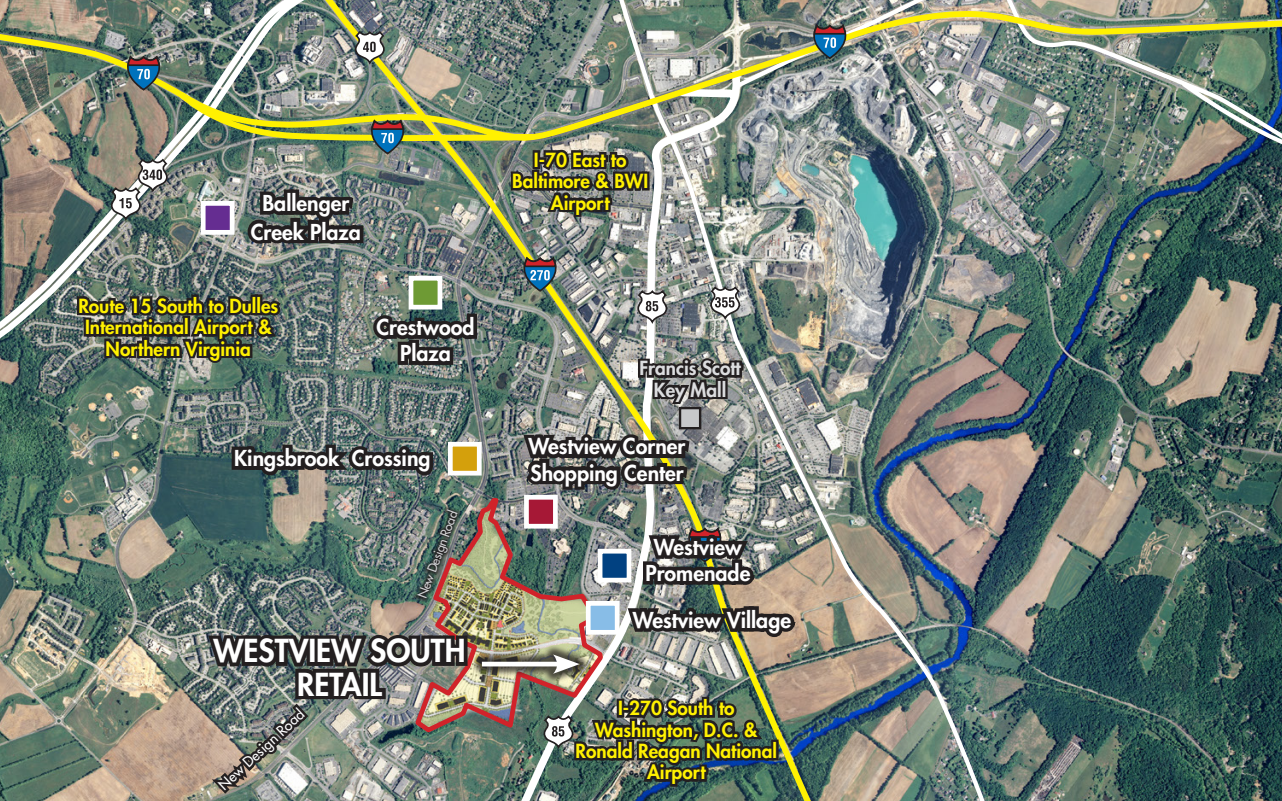 40
70
70
70
I-70 East to
Baltimore & BWI
Airport
340
15
Ballenger
Creek Plaza
270
85
355
Route 15 South to Dulles
International Airport &
Northern Virginia
Crestwood
Plaza
Francis Scott
Key Mall
Westview Corner
Shopping Center
Kingsbrook Crossing
New Design Road
Westview
Promenade
Westview Village
WESTVIEW SOUTH
RETAIL
I-270 South to
Washington, D.C. &
Ronald Reagan National
Airport
85
New Design Road